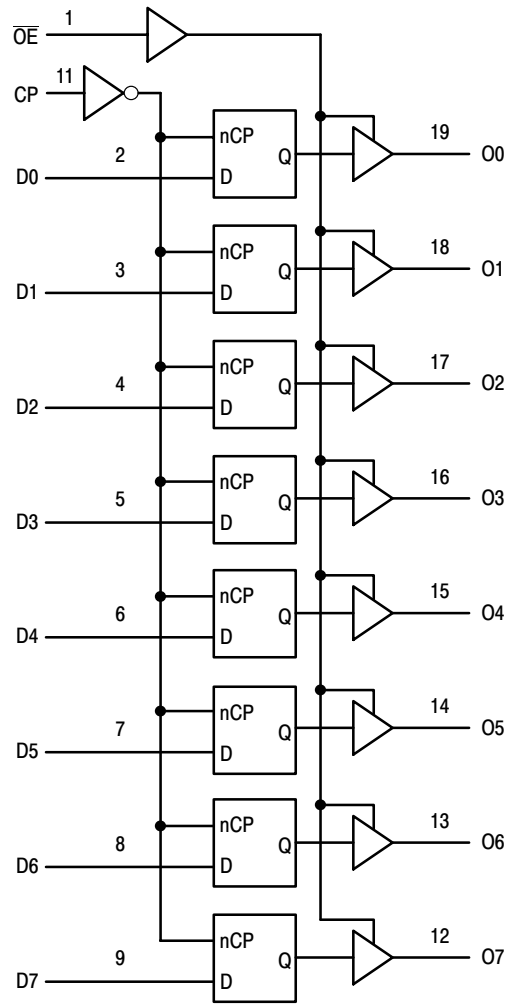 1
O̅E̅
11
CP
nCP
2
Q
19
O0
D0
D
nCP
3
Q
18
O1
D1
D
nCP
4
Q
17
O2
D2
D
nCP
5
Q
16
O3
D3
D
nCP
6
Q
15
O4
D4
D
nCP
7
Q
14
O5
D5
D
nCP
8
Q
13
O6
D6
D
nCP
9
Q
12
O7
D7
D